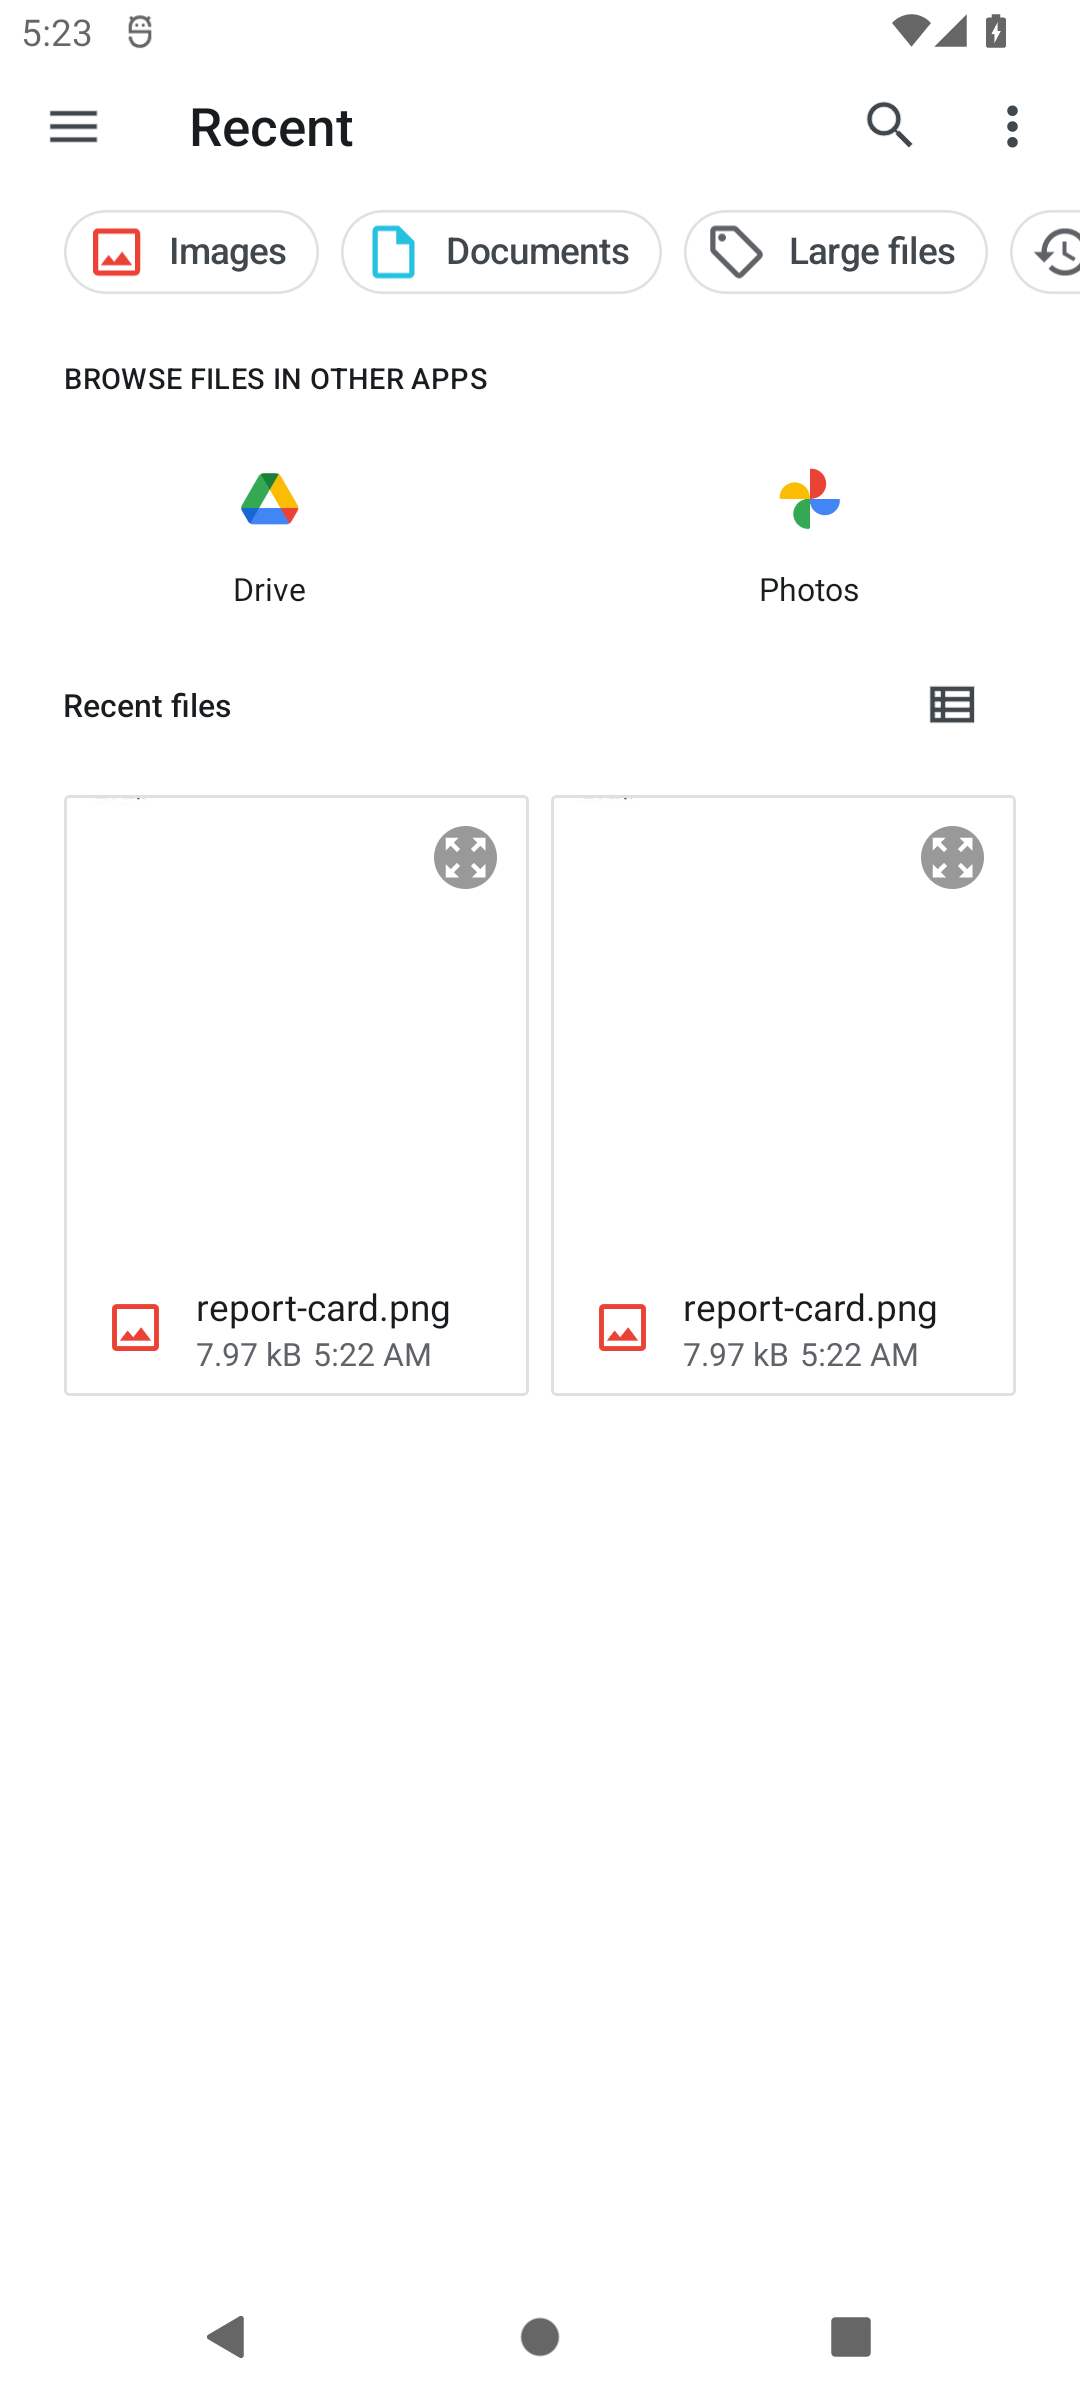 5:23
Recent
Images
Documents
Large files
BROWSE FILES IN OTHER APPS
Drive
Photos
Recent files
report-card.png
7.97 kB 5:22 AM
report-card.png
7.97 kB 5:22 AM